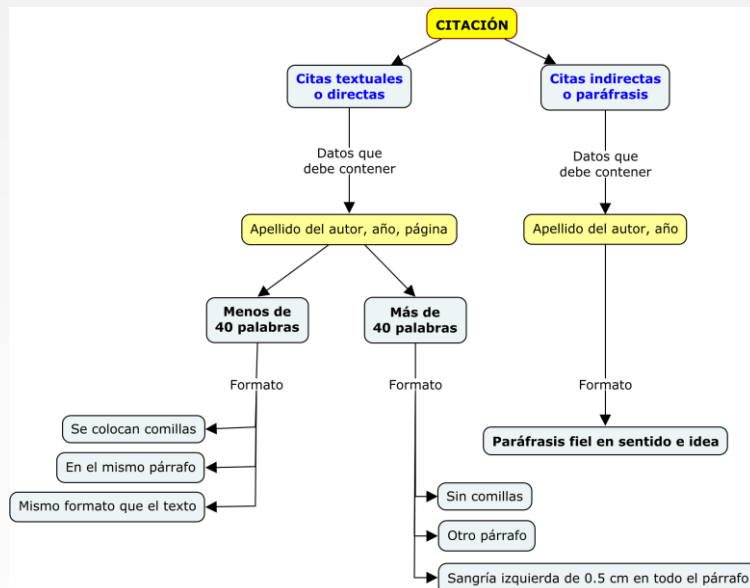 CITACIÓN
Citas textuales
o directas
Citas indirectas
o paráfrasis
Datos que
debe contener
Datos que
debe contener
Apellido del autor, año, página
Apellido del autor, año
Menos de
40 palabras
Más de
40 palabras
Formato
Formato
Formato
Se colocan comillas
En el mismo párrafo
Mismo formato que el texto
Paráfrasis fiel en sentido e idea
Sin comillas
Otro párrafo
Sangría izquierda de 0.5 cm en todo el párrafo